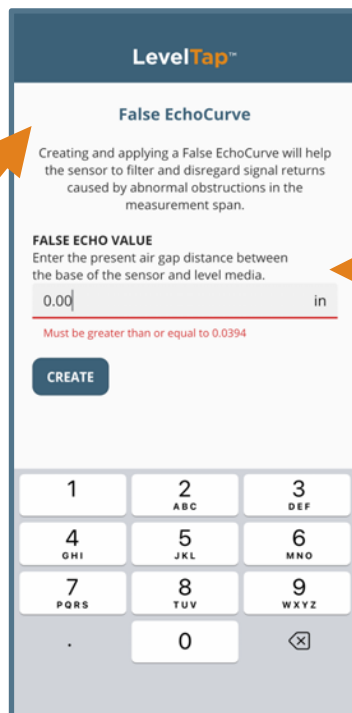 LevelTap™
False EchoCurve
Creating and applying a False EchoCurve will help
the sensor to filter and disregard signal returns
caused by abnormal obstructions in the
measurement span.
FALSE ECHO VALUE
Enter the present air gap distance between
the base of the sensor and level media.
0.00 in
Must be greater than or equal to 0.0394
CREATE
1 2 3
ABC DEF
4 5 6
GHI JKL MNO
7 8 9
PQRS TUV WXYZ
. 0